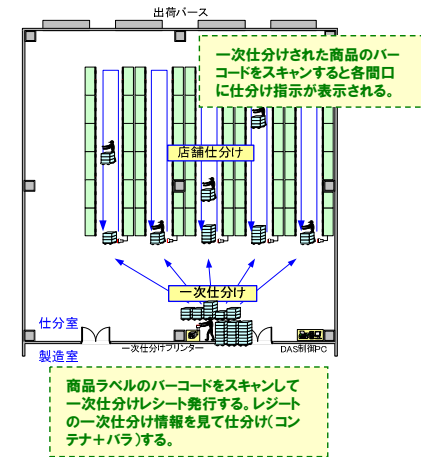 出荷バース
一次仕分けされた商品のバー
コードをスキャンすると各間口
に仕分け指示が表示される。
店舗仕分け
一次仕分け
仕分室
製造室
一次仕分けプリンター
DAS制御PC
商品ラベルのバーコードをスキャンして
一次仕分けレシート発行する。レジート
の一次仕分け情報を見て仕分け(コン
テナ+バラ)する。